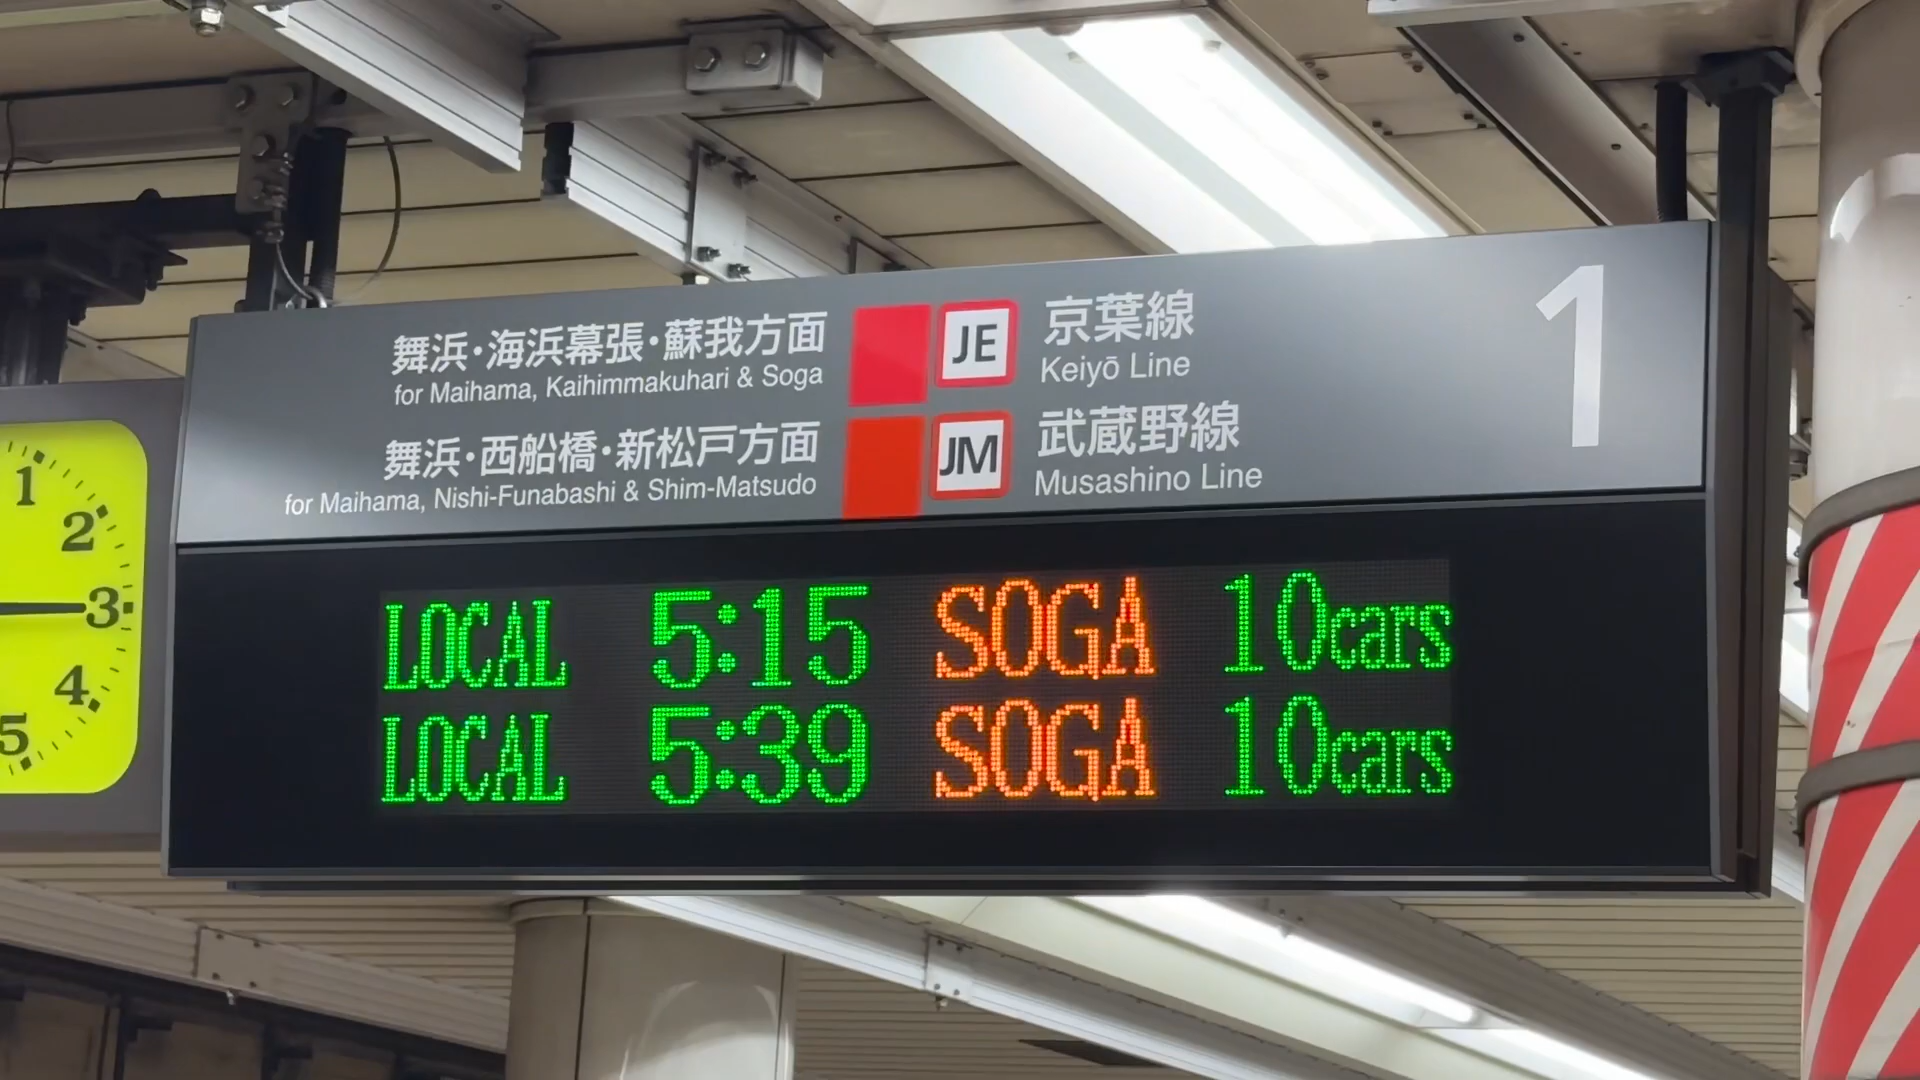 舞浜・海浜幕張・蘇我方面 JE 京葉線 1
for Maihama, Kaihimmakuhari & Soga Keiyō Line
舞浜・西船橋・新松戸方面 JM 武蔵野線
for Maihama, Nishi-Funabashi & Shim-Matsudo Musashino Line
LOCAL 5:15 SOGA 10cars
LOCAL 5:39 SOGA 10cars
1
2
3
4
5